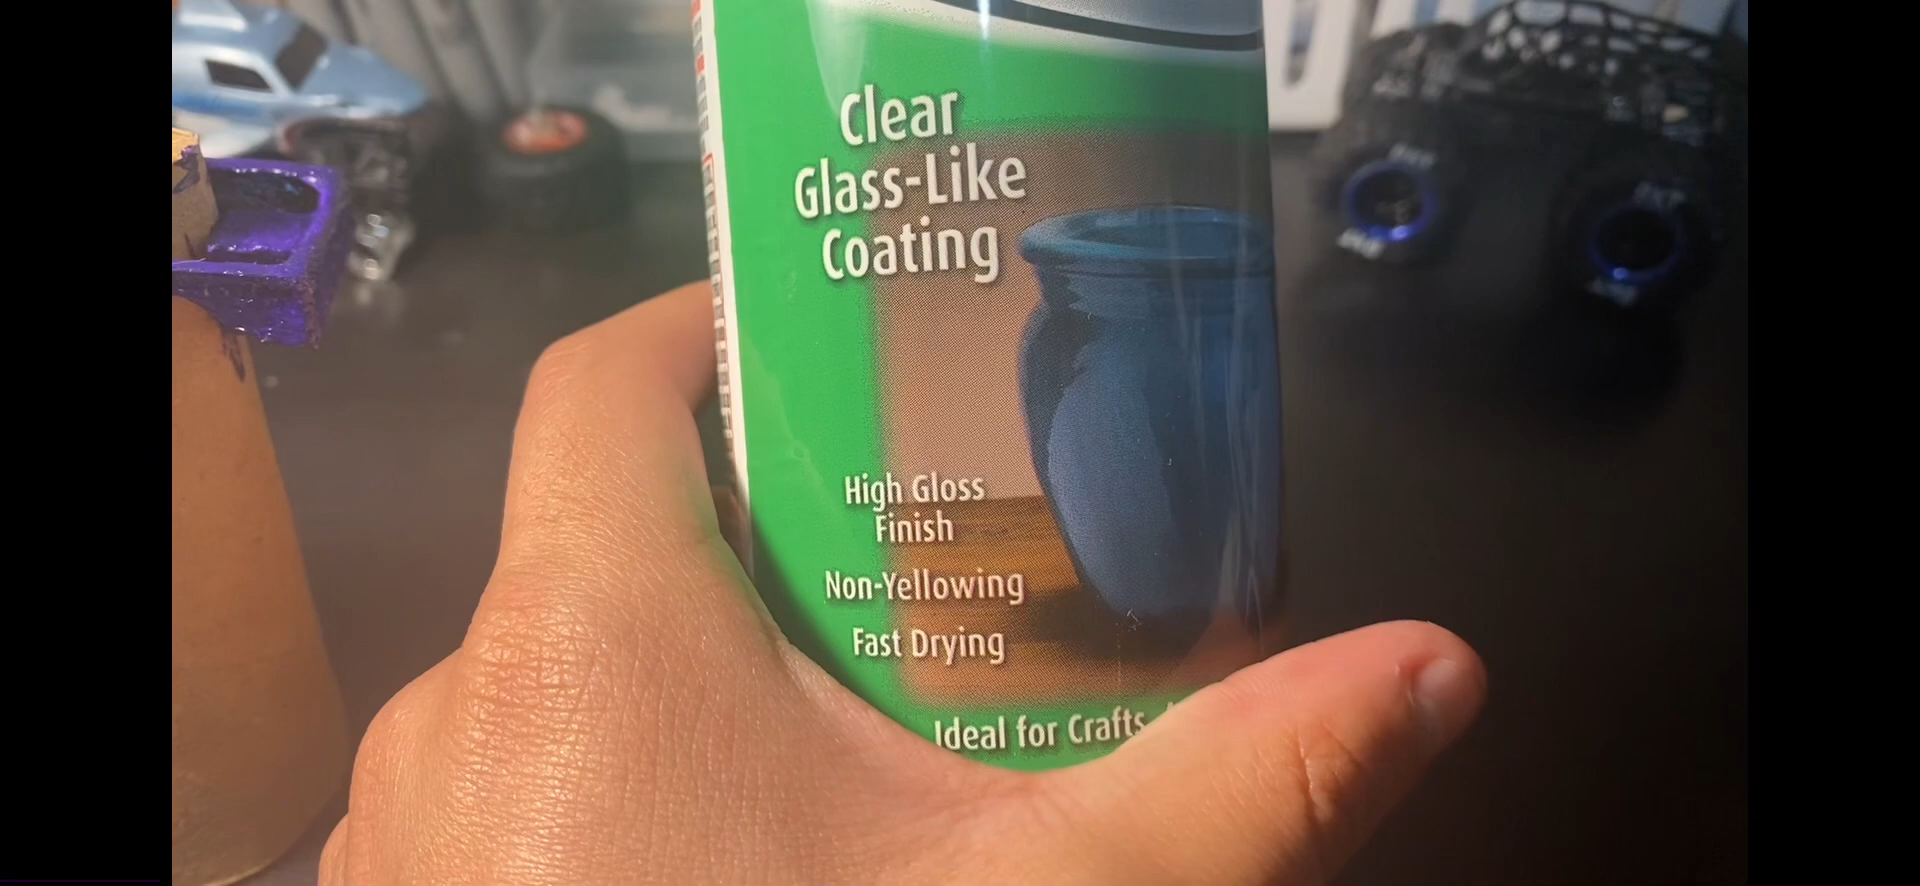 Clear
Glass-Like
Coating
High Gloss
Finish
Non-Yellowing
Fast Drying
Ideal for Crafts